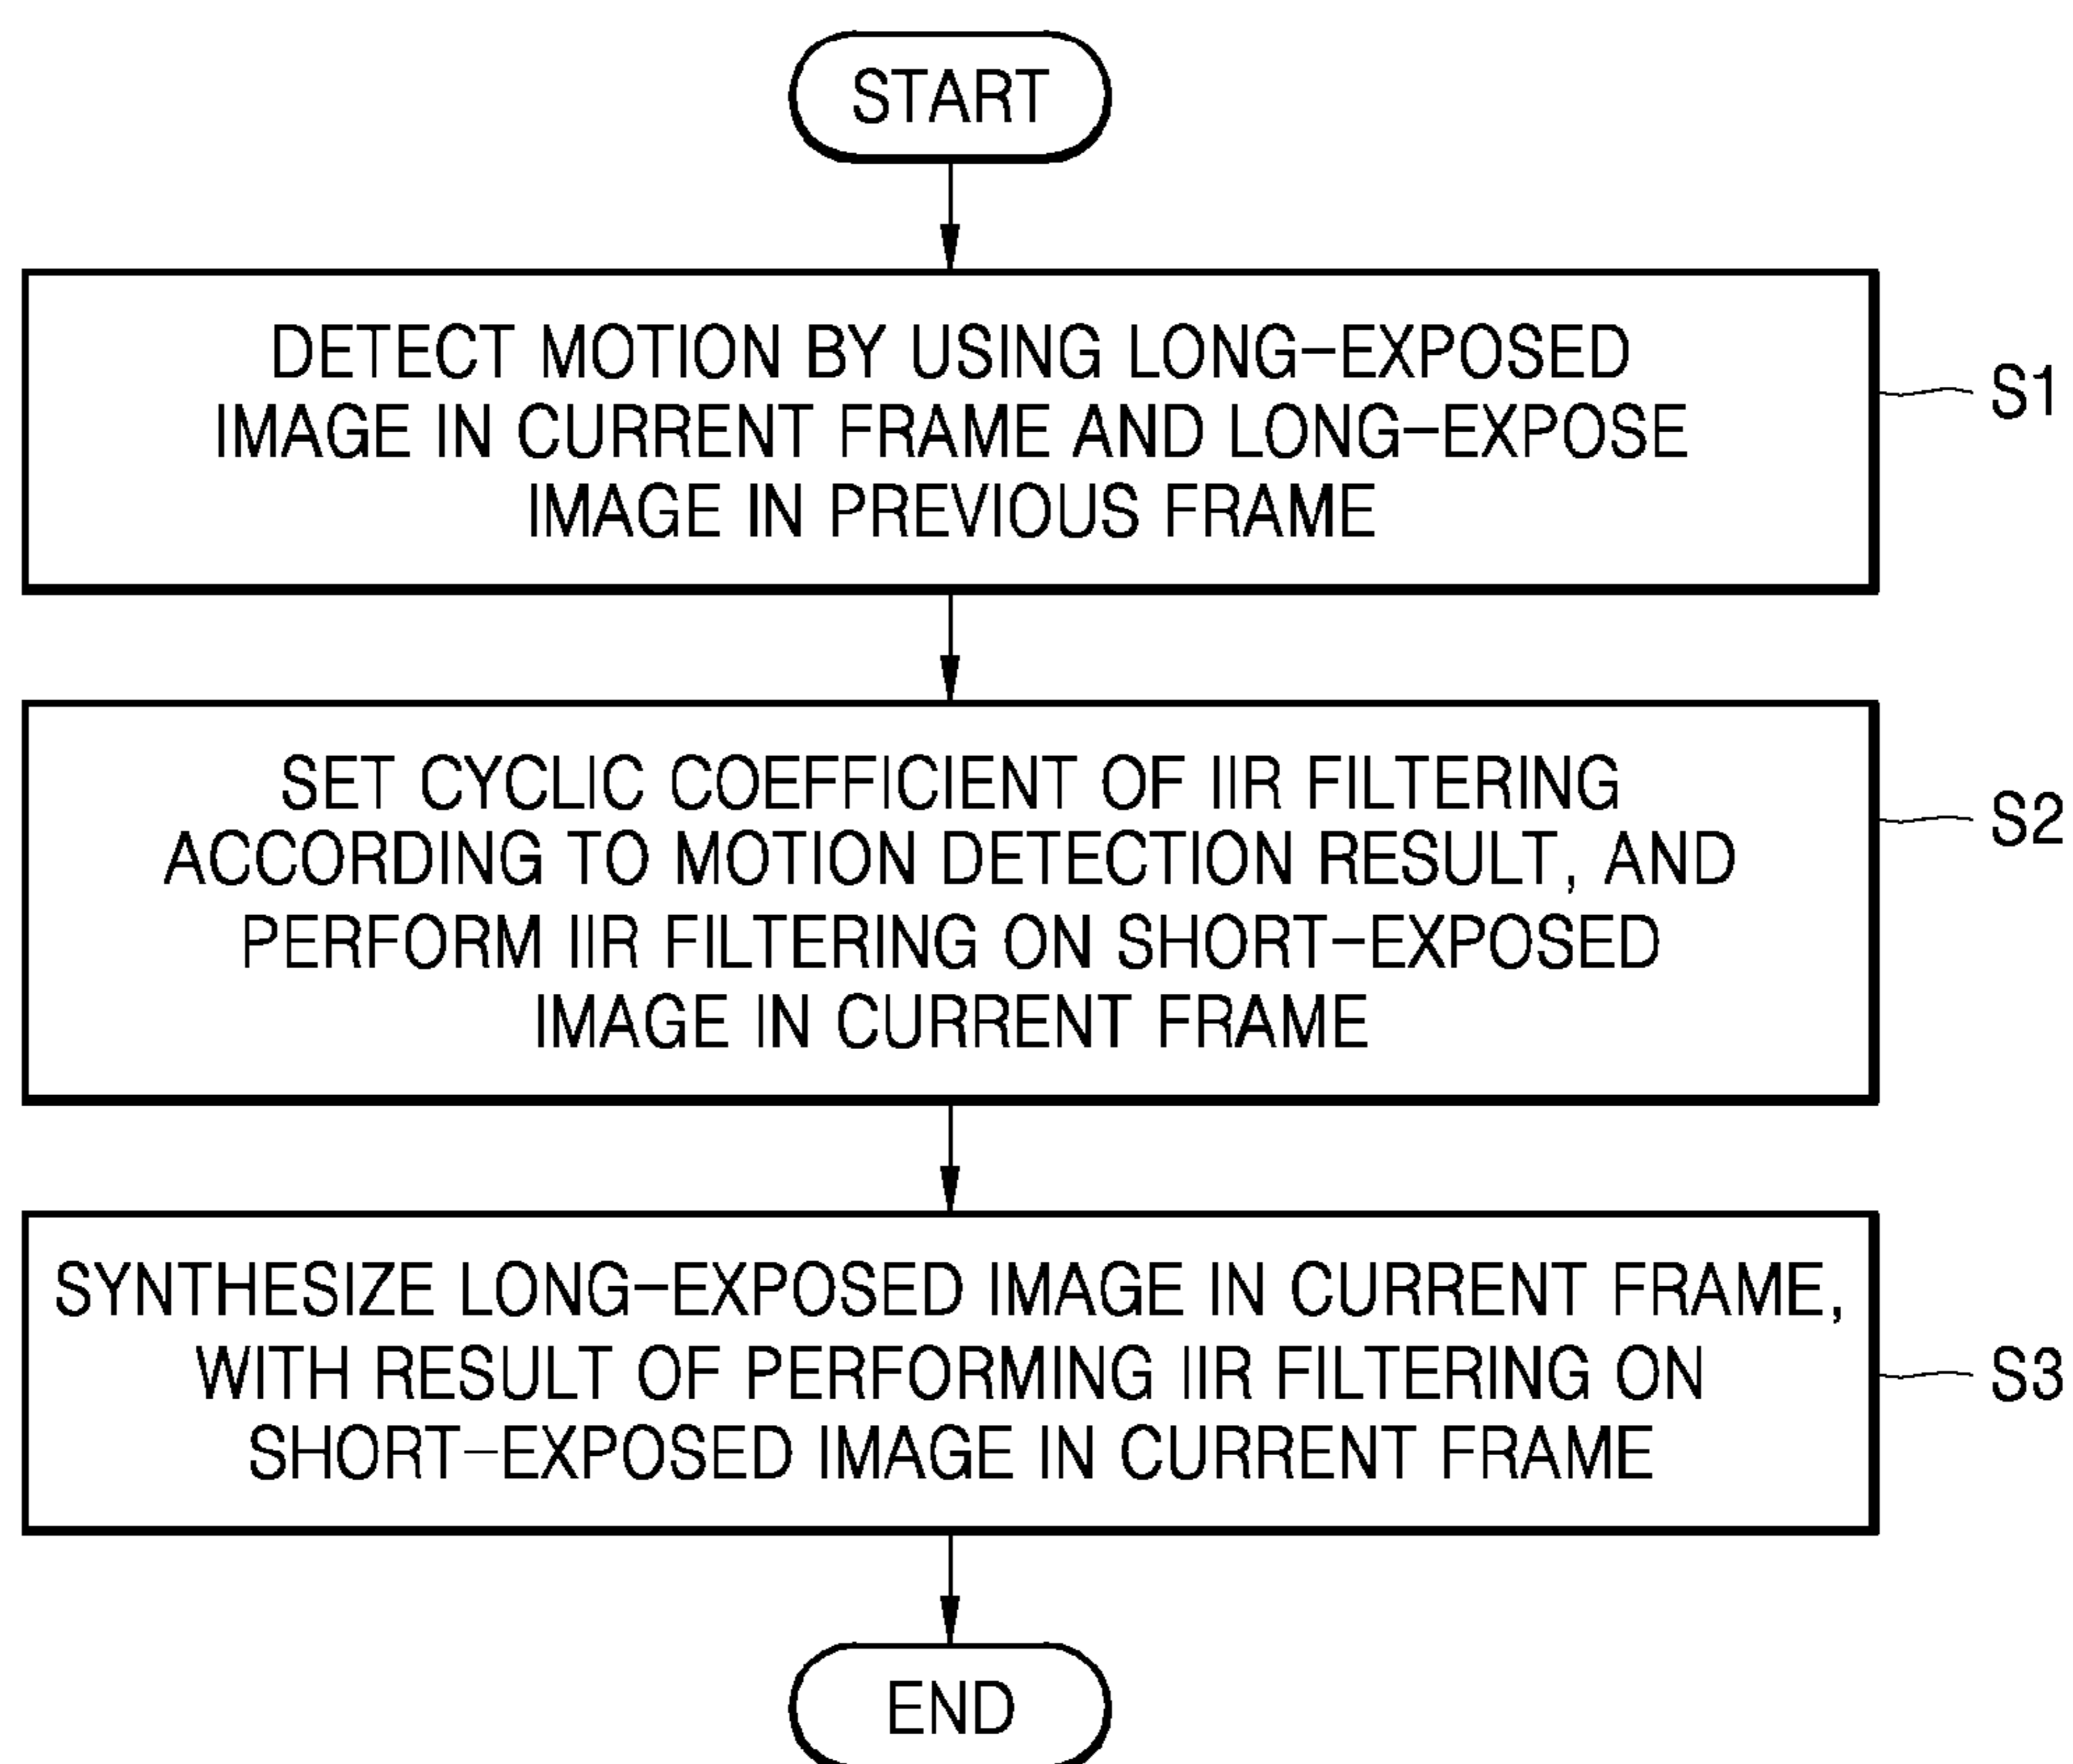 START
DETECT MOTION BY USING LONG-EXPOSED
IMAGE IN CURRENT FRAME AND LONG-EXPOSE
IMAGE IN PREVIOUS FRAME
S1
SET CYCLIC COEFFICIENT OF IIR FILTERING
ACCORDING TO MOTION DETECTION RESULT, AND
PERFORM IIR FILTERING ON SHORT-EXPOSED
IMAGE IN CURRENT FRAME
S2
SYNTHESIZE LONG-EXPOSED IMAGE IN CURRENT FRAME,
WITH RESULT OF PERFORMING IIR FILTERING ON
SHORT-EXPOSED IMAGE IN CURRENT FRAME
S3
END